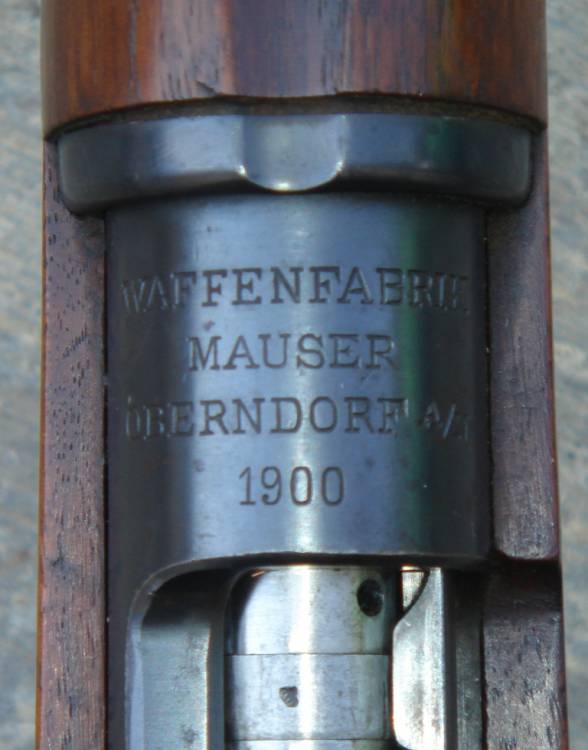 WAFFENFABRIK
MAUSER
OBERNDORF A/N
1900